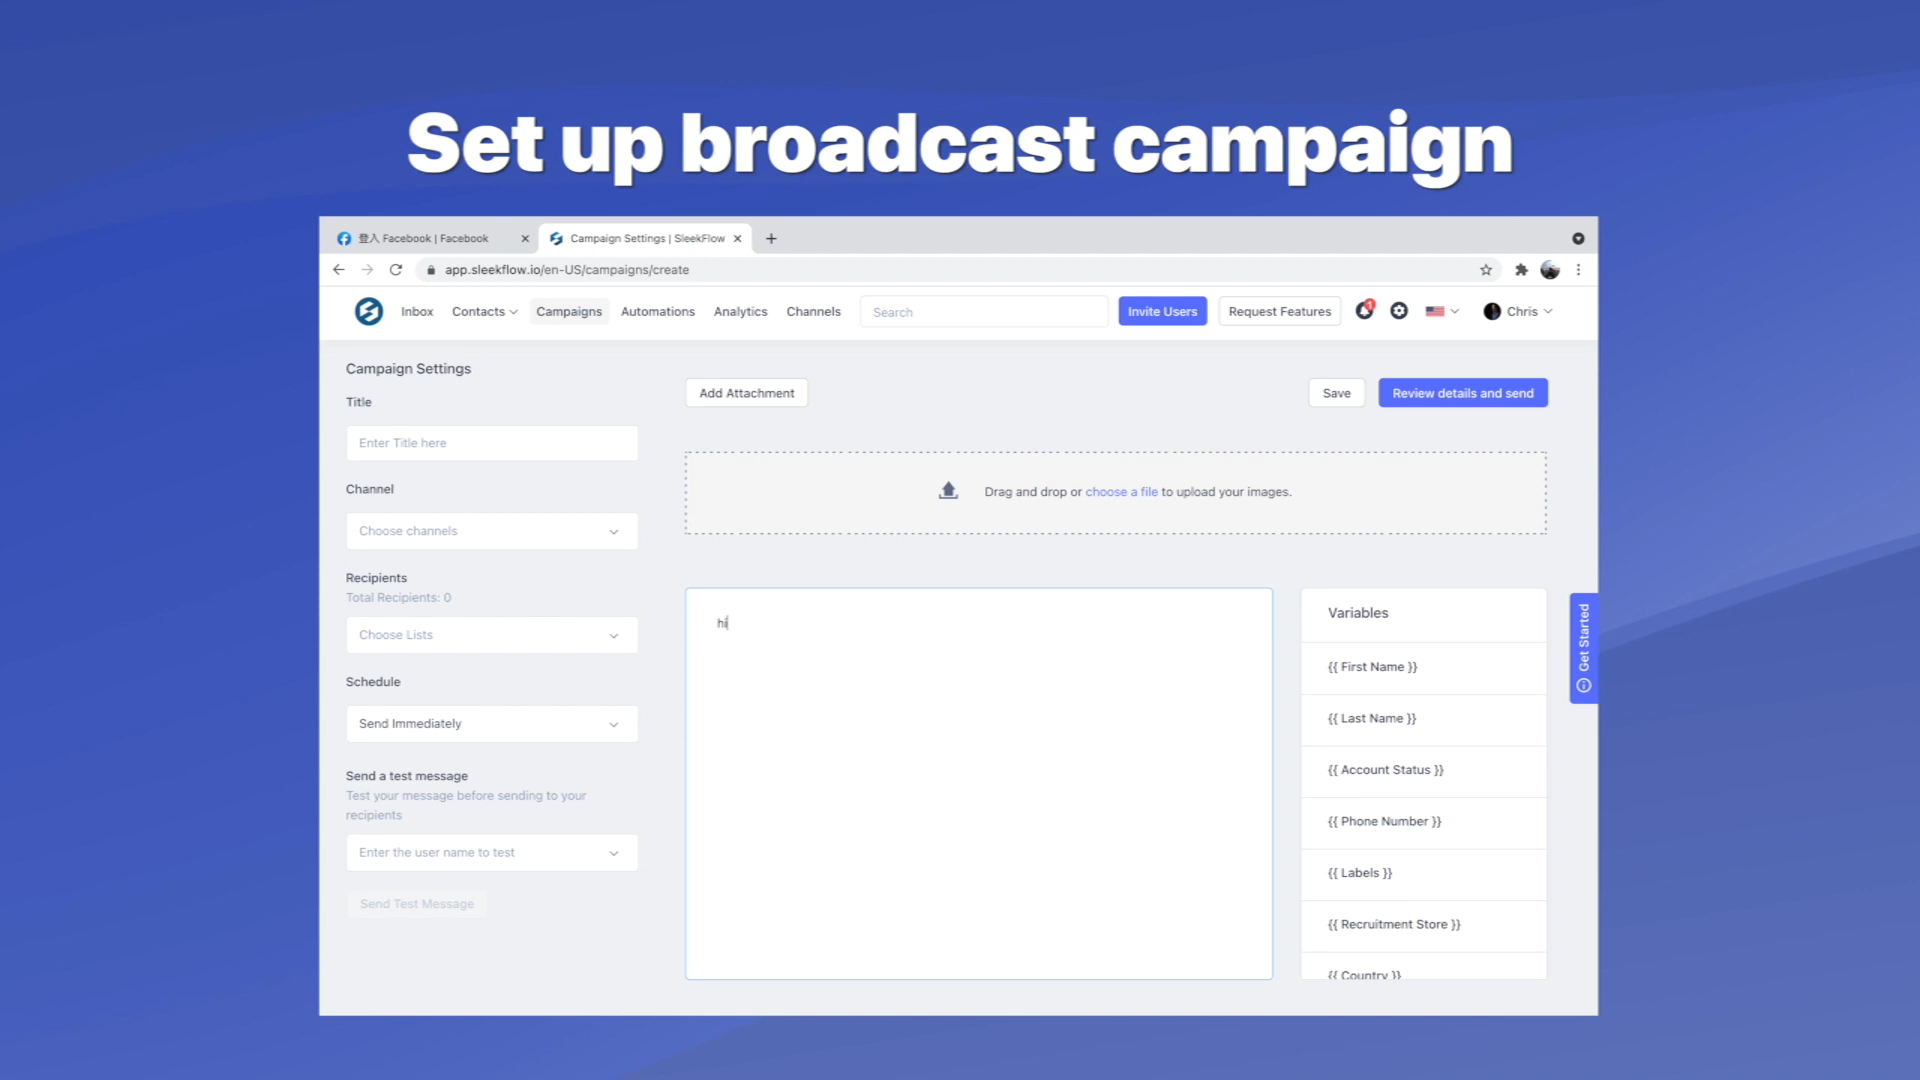 Set up broadcast campaign
登入 Facebook | Facebook
Campaign Settings | SleekFlow
app.sleekflow.io/en-US/campaigns/create
Inbox
Contacts
Campaigns
Automations
Analytics
Channels
Search
Invite Users
Request Features
1
Chris
Campaign Settings
Title
Enter Title here
Channel
Choose channels
Recipients
Total Recipients: 0
Choose Lists
Schedule
Send Immediately
Send a test message
Test your message before sending to your
recipients
Enter the user name to test
Send Test Message
Add Attachment
Save
Review details and send
Drag and drop or choose a file to upload your images.
hi
Variables
{{ First Name }}
{{ Last Name }}
{{ Account Status }}
{{ Phone Number }}
{{ Labels }}
{{ Recruitment Store }}
{{ Country }}
Get Started